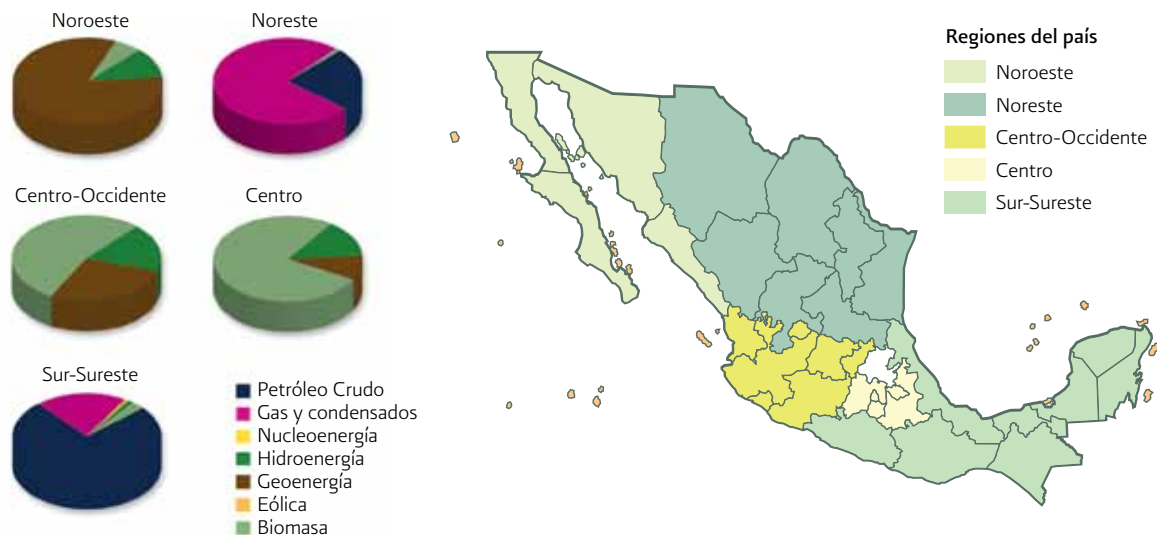 Noroeste
Noreste
Centro-Occidente
Centro
Sur-Sureste
Petróleo Crudo
Gas y condensados
Nucleoenergía
Hidroenergía
Geoenergía
Eólica
Biomasa
Regiones del país
Noroeste
Noreste
Centro-Occidente
Centro
Sur-Sureste